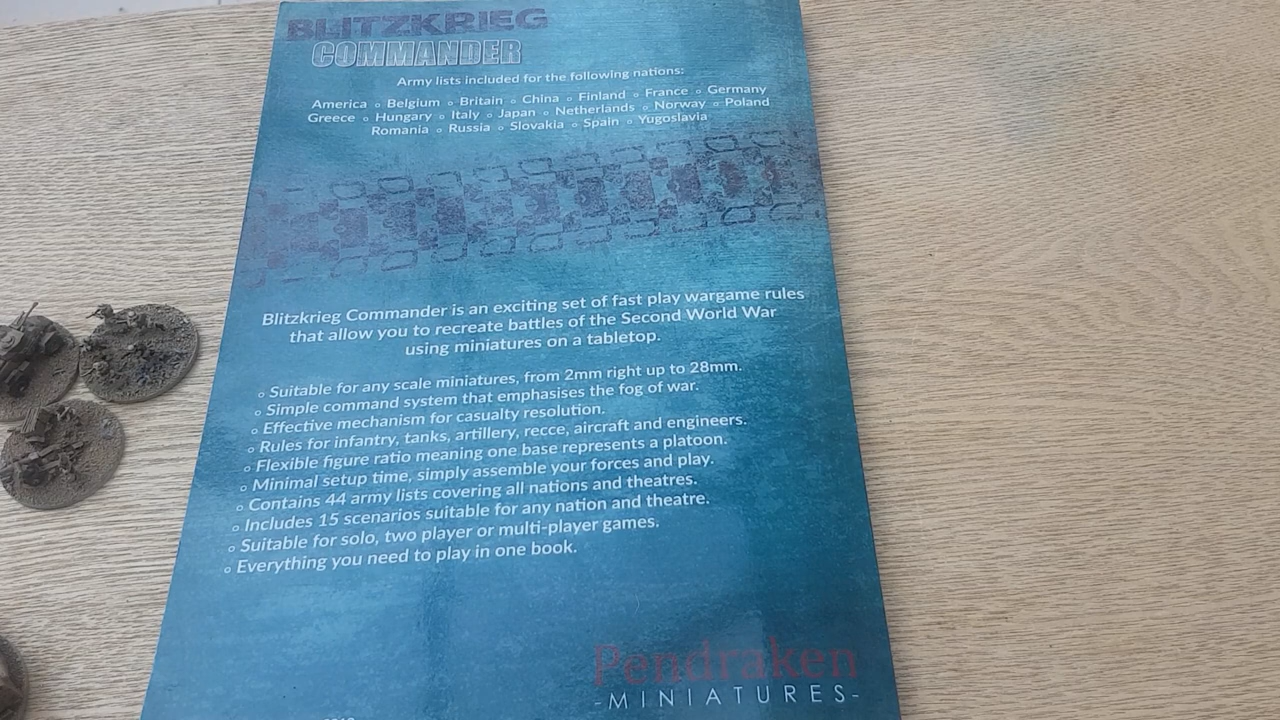 BLITZKRIEG
COMMANDER
Army lists included for the following nations:
America ∘ Belgium ∘ Britain ∘ China ∘ Finland ∘ France ∘ Germany
Greece ∘ Hungary ∘ Italy ∘ Japan ∘ Netherlands ∘ Norway ∘ Poland
Romania ∘ Russia ∘ Slovakia ∘ Spain ∘ Yugoslavia
Blitzkrieg Commander is an exciting set of fast play wargame rules
that allow you to recreate battles of the Second World War
using miniatures on a tabletop.
∘ Suitable for any scale miniatures, from 2mm right up to 28mm.
∘ Simple command system that emphasises the fog of war.
∘ Effective mechanism for casualty resolution.
∘ Rules for infantry, tanks, artillery, recce, aircraft and engineers.
∘ Flexible figure ratio meaning one base represents a platoon.
∘ Minimal setup time, simply assemble your forces and play.
∘ Contains 44 army lists covering all nations and theatres.
∘ Includes 15 scenarios suitable for any nation and theatre.
∘ Suitable for solo, two player or multi-player games.
∘ Everything you need to play in one book.
Pendraken
-MINIATURES-